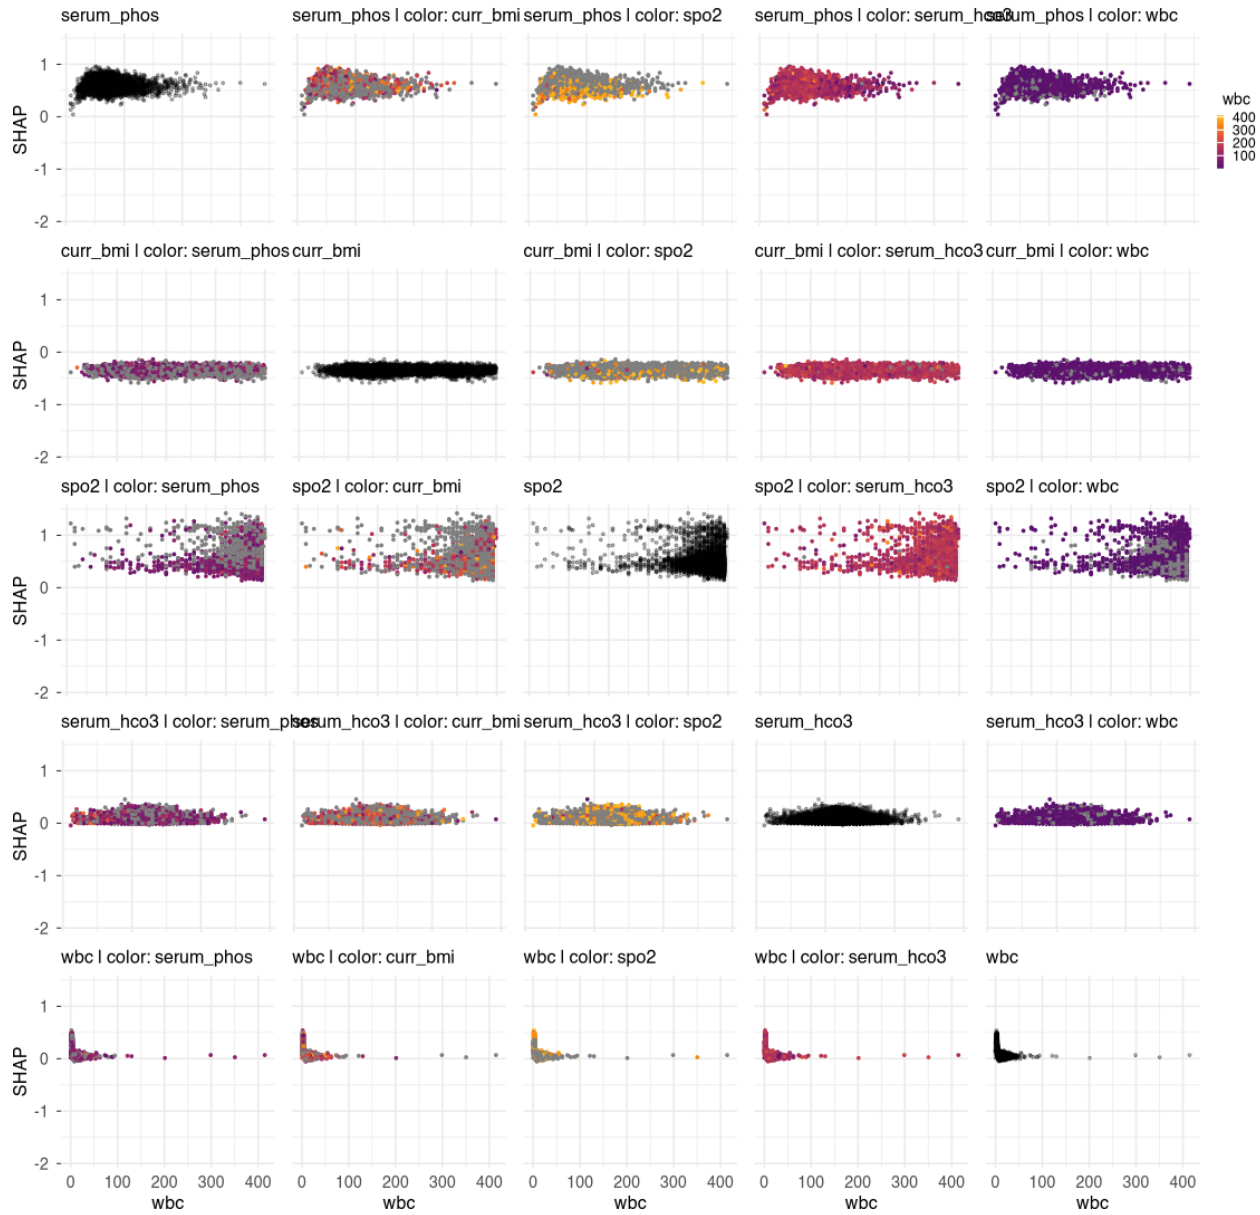 serum_phos
serum_phos | color: curr_bmi
serum_phos | color: spo2
serum_phos | color: serum_hco3
serum_phos | color: wbc
1
0
-1
-2
SHAP
wbc
400
300
200
100
curr_bmi | color: serum_phos
curr_bmi
curr_bmi | color: spo2
curr_bmi | color: serum_hco3
curr_bmi | color: wbc
1
0
-1
-2
SHAP
spo2 | color: serum_phos
spo2 | color: curr_bmi
spo2
spo2 | color: serum_hco3
spo2 | color: wbc
1
0
-1
-2
SHAP
serum_hco3 | color: serum_phos
serum_hco3 | color: curr_bmi
serum_hco3 | color: spo2
serum_hco3
serum_hco3 | color: wbc
1
0
-1
-2
SHAP
wbc | color: serum_phos
wbc | color: curr_bmi
wbc | color: spo2
wbc | color: serum_hco3
wbc
1
0
-1
-2
SHAP
0 100 200 300 400
0 100 200 300 400
0 100 200 300 400
0 100 200 300 400
0 100 200 300 400
wbc
wbc
wbc
wbc
wbc